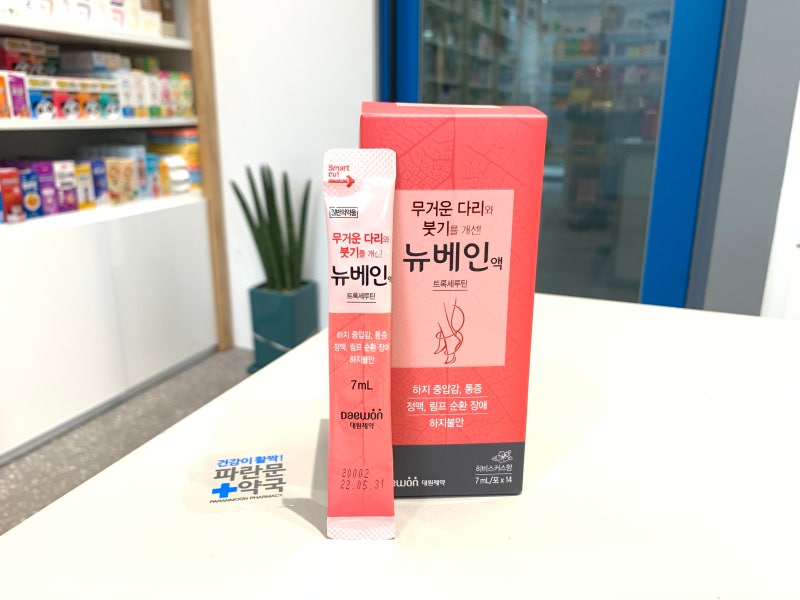 Smart
cut
일반의약품
무거운 다리와
붓기를 개선!
뉴베인액
트록세루틴
하지 중압감, 통증
정맥, 림프 순환 장애
하지불안
7mL
Daewon
대원제약
20002
22.05.31
무거운 다리와
붓기를 개선!
뉴베인액
트록세루틴
하지 중압감, 통증
정맥, 림프 순환 장애
하지불안
대원제약
히비스커스향
7mL/포 x 14
건강이 활짝!
파란문
약국
PARANMOON PHARMACY